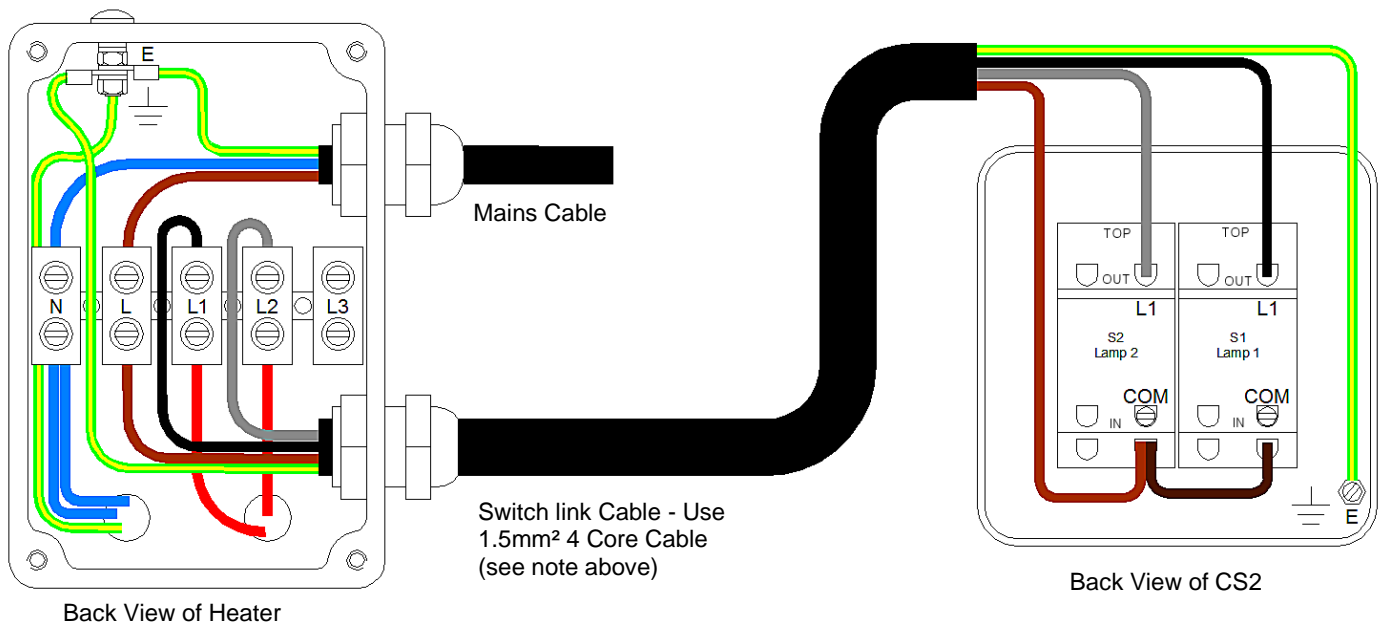 E
Mains Cable
N L L1 L2 L3
TOP TOP
OUT OUT
L1 L1
S2 S1
Lamp 2 Lamp 1
COM COM
IN IN
E
Switch link Cable - Use
1.5mm² 4 Core Cable
(see note above)
Back View of CS2
Back View of Heater